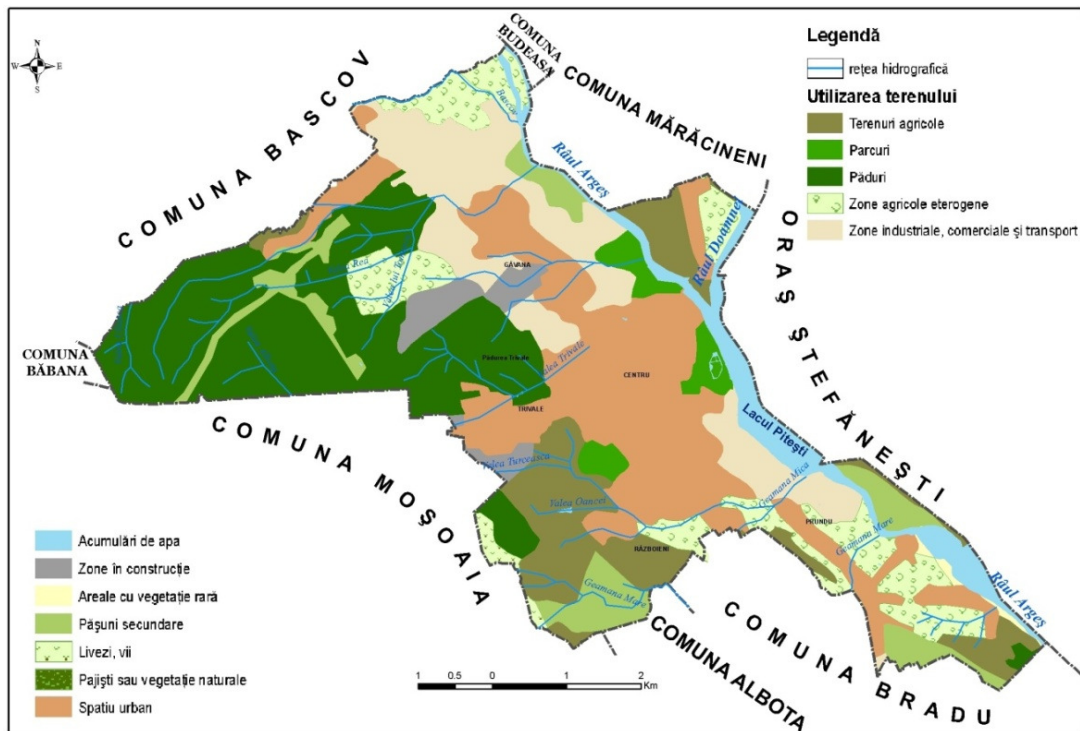 N
W E
S
COMUNA
BUDEASA
COMUNA MĂRĂCINENI
COMUNA BASCOV
Bascov
Râul Argeș
Râul Doamnei
ORAȘ ȘTEFĂNEȘTI
Legendă
rețea hidrografică
Utilizarea terenului
Terenuri agricole
Parcuri
Păduri
Zone agricole eterogene
Zone industriale, comerciale și transport
GĂVANA
COMUNA
BĂBANA
Pădurea Trivale
Valea Trivale
CENTRU
TRIVALE
Lacul Pitești
COMUNA MOȘOAIA
Valea Turceasca
Valea Oancei
Geamana Mica
PRUNDU
Geamana Mare
RĂZBOIENI
Geamana Mare
Râul Argeș
COMUNA ALBOTA
COMUNA BRADU
Acumulări de apa
Zone în construcție
Areale cu vegetație rară
Pășuni secundare
Livezi, vii
Pajiști sau vegetație naturale
Spatiu urban
1 0.5 0 1 2
Km